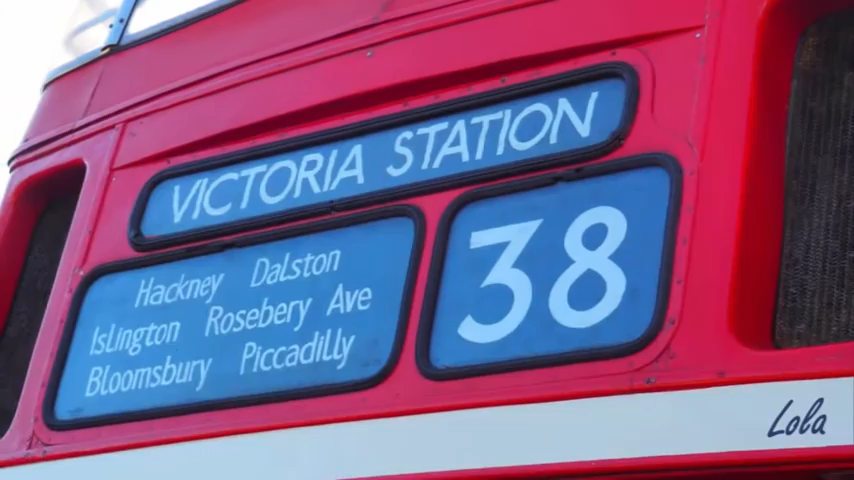 VICTORIA STATION
Hackney Dalston
Islington Rosebery Ave
Bloomsbury Piccadilly
38
Lola